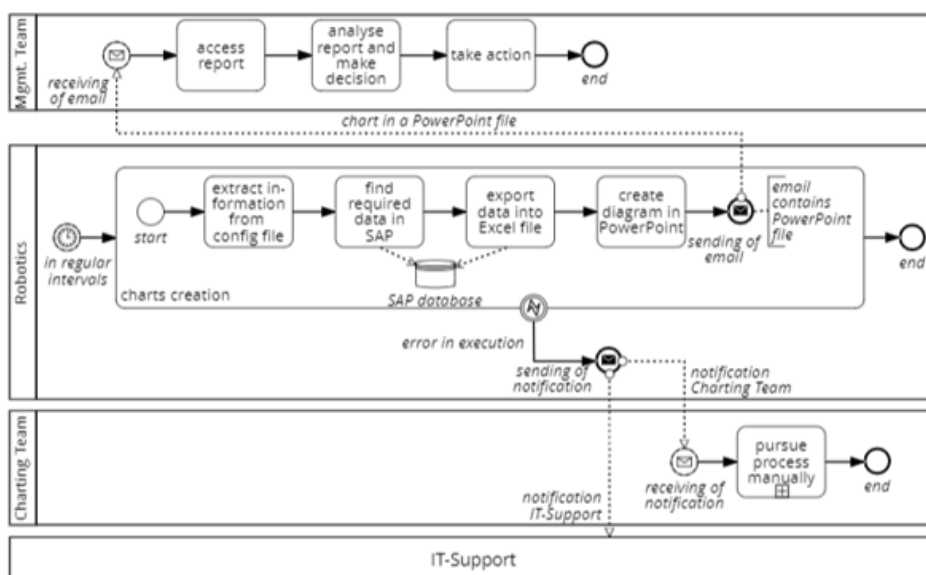 Mgmt. Team
receiving
of email
access
report
analyse
report and
make
decision
take action
end
chart in a PowerPoint file
Robotics
in regular
intervals
start
extract in-
formation
from
config file
find
required
data in
SAP
export
data into
Excel file
create
diagram in
PowerPoint
sending of
email
email
contains
PowerPoint
file
end
charts creation
SAP database
error in execution
sending of
notification
notification
Charting Team
Charting Team
receiving of
notification
pursue
process
manually
end
notification
IT-Support
IT-Support